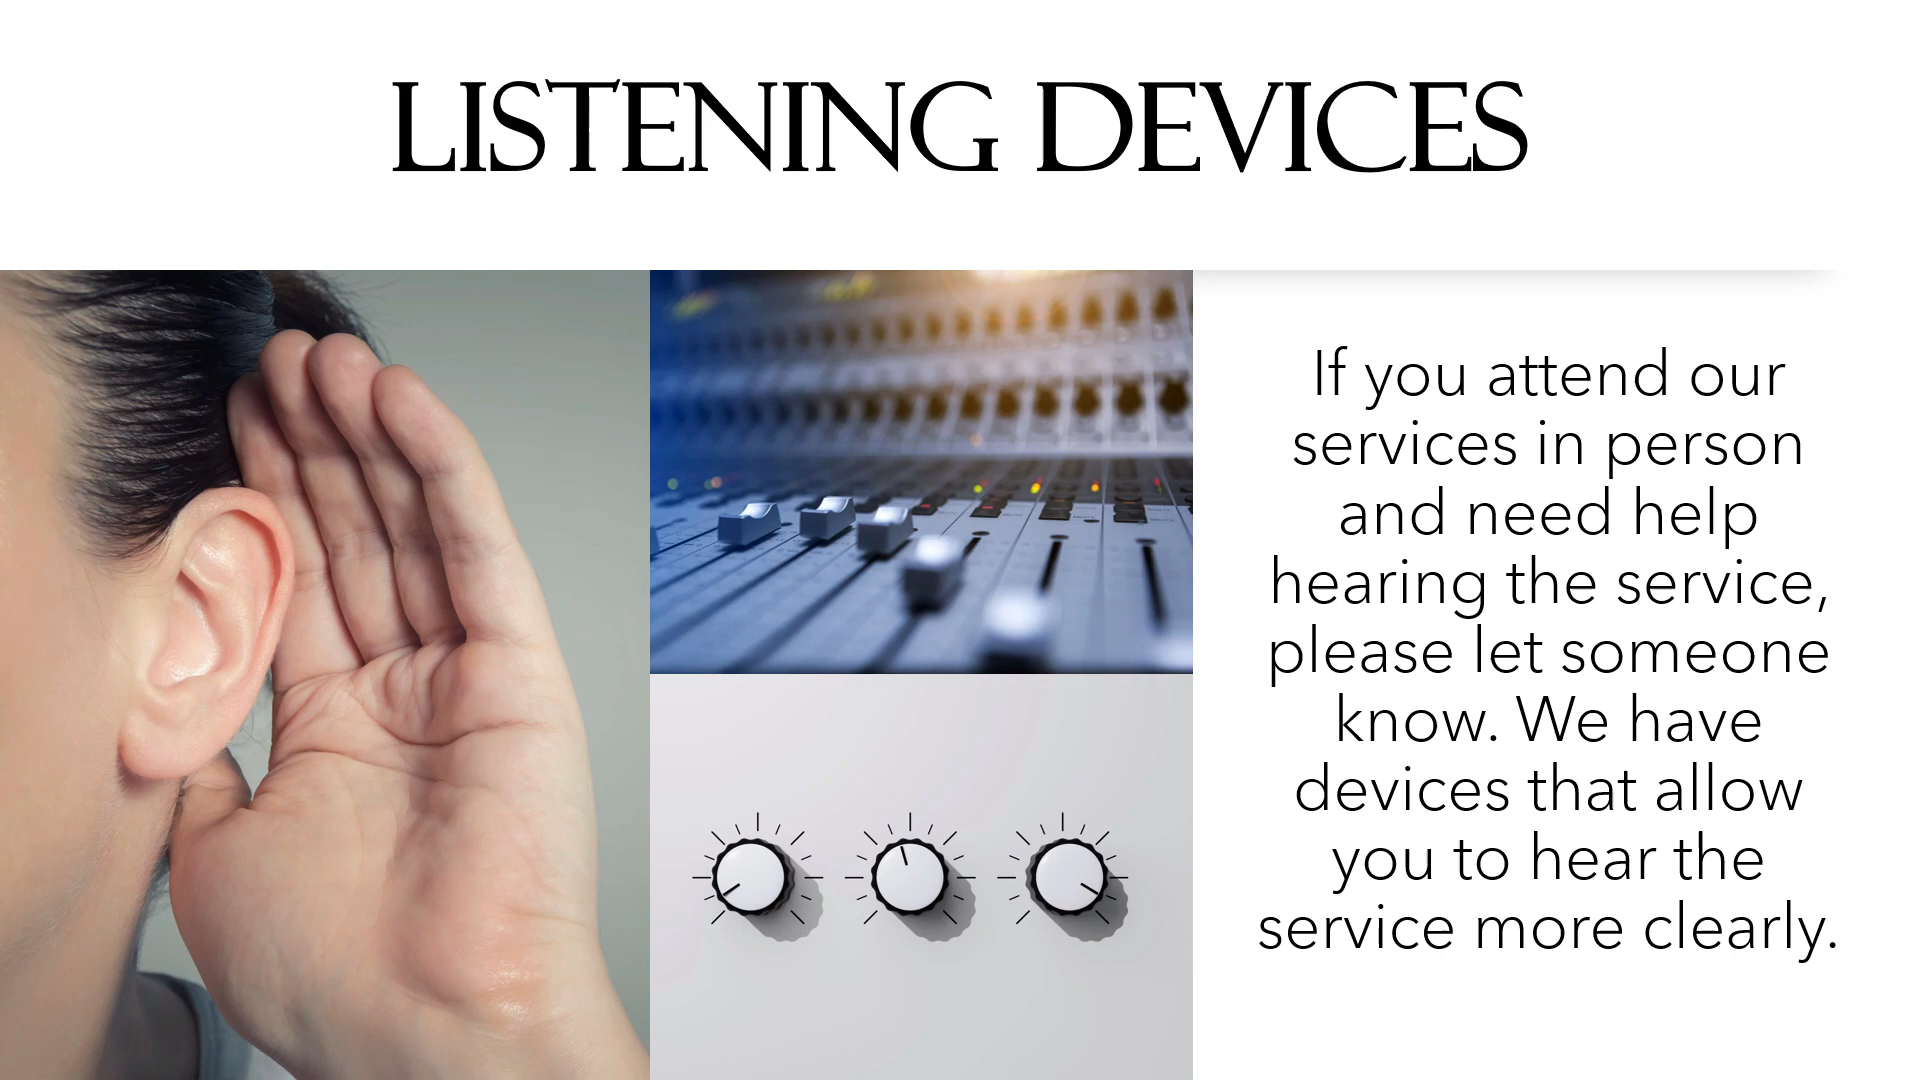 LISTENING DEVICES
If you attend our
services in person
and need help
hearing the service,
please let someone
know. We have
devices that allow
you to hear the
service more clearly.